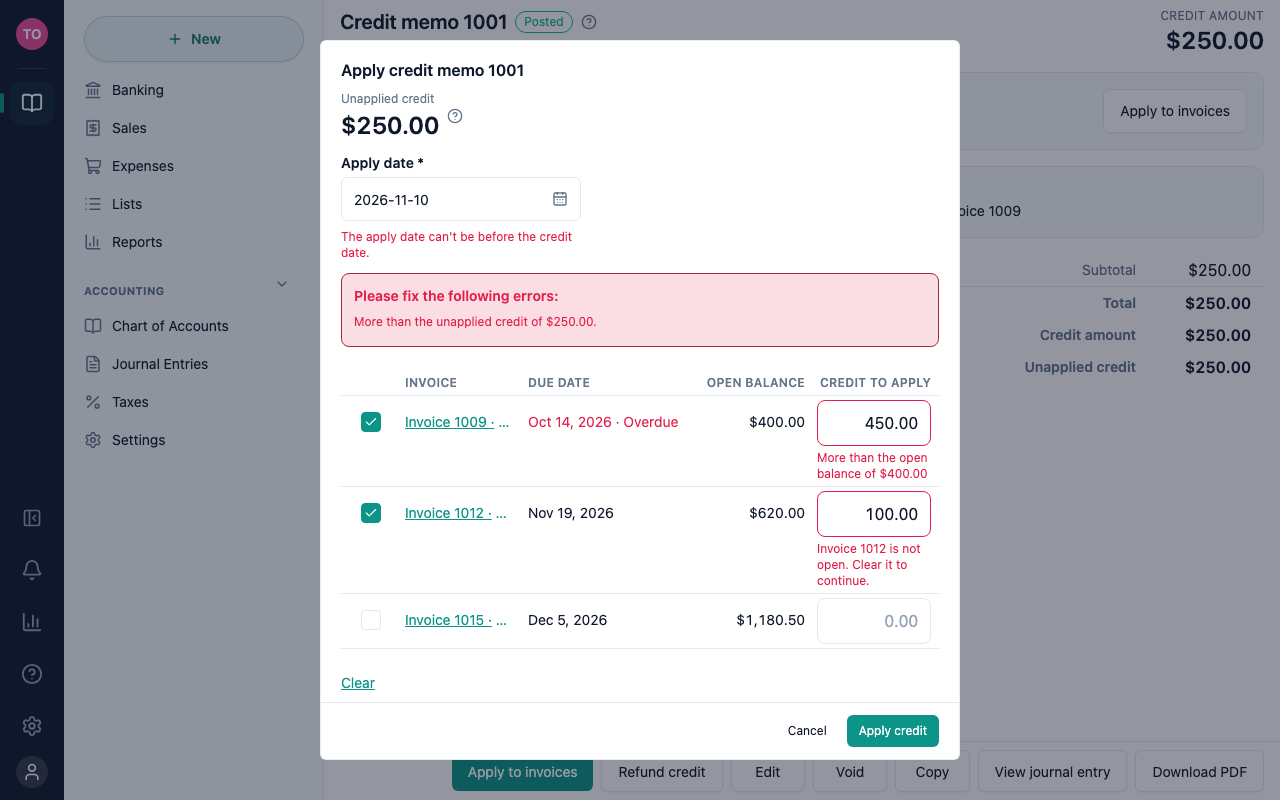 TO
New
Banking
Sales
Expenses
Lists
Reports
ACCOUNTING
Chart of Accounts
Journal Entries
Taxes
Settings
Credit memo 1001 Posted
CREDIT AMOUNT
$250.00
Apply to invoices
oice 1009
Subtotal $250.00
Total $250.00
Credit amount $250.00
Unapplied credit $250.00
Apply credit memo 1001
Unapplied credit
$250.00
Apply date *
2026-11-10
The apply date can't be before the credit
date.
Please fix the following errors:
More than the unapplied credit of $250.00.
INVOICE DUE DATE OPEN BALANCE CREDIT TO APPLY
Invoice 1009 · ... Oct 14, 2026 · Overdue $400.00 450.00
More than the open
balance of $400.00
Invoice 1012 · ... Nov 19, 2026 $620.00 100.00
Invoice 1012 is not
open. Clear it to
continue.
Invoice 1015 · ... Dec 5, 2026 $1,180.50 0.00
Clear
Cancel Apply credit
Apply to invoices Refund credit Edit Void Copy View journal entry Download PDF